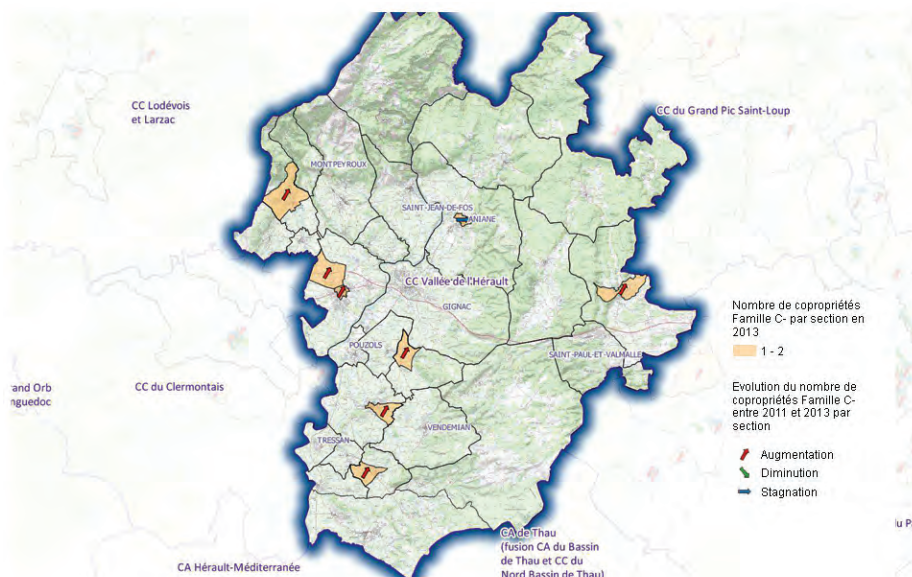 CC Lodévois
et Larzac
CC du Grand Pic Saint-Loup
MONTPEYROUX
SAINT-JEAN-DE-FOS
ANIANE
CC Vallée de l'Hérault
GIGNAC
POUZOLS
SAINT-PAUL-ET-VALMALLE
CC du Clermontais
rand Orb
nguedoc
VENDEMIAN
TRESSAN
CA de Thau
(fusion CA du Bassin
de Thau et CC du
Nord Bassin de Thau)
CA Hérault-Méditerranée
du P
Nombre de copropriétés
Famille C- par section en
2013
1 - 2
Evolution du nombre de
copropriétés Famille C-
entre 2011 et 2013 par
section
Augmentation
Diminution
Stagnation